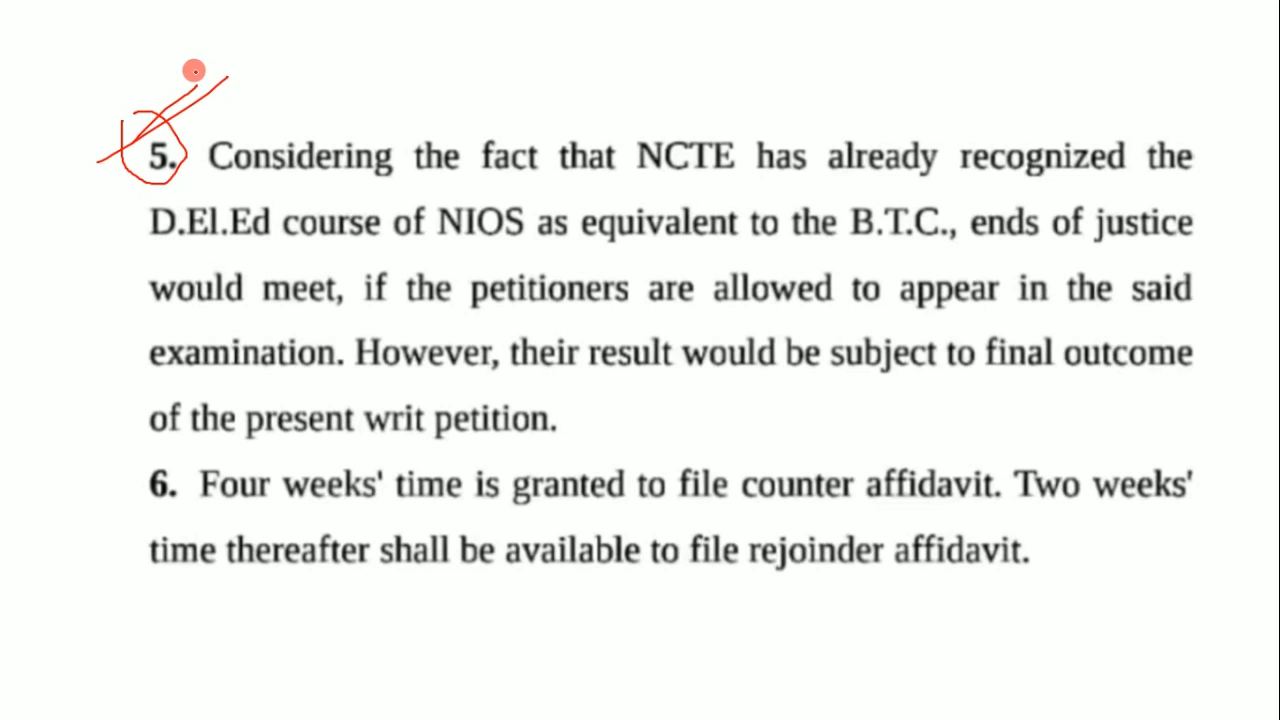 5. Considering the fact that NCTE has already recognized the
D.El.Ed course of NIOS as equivalent to the B.T.C., ends of justice
would meet, if the petitioners are allowed to appear in the said
examination. However, their result would be subject to final outcome
of the present writ petition.
6. Four weeks' time is granted to file counter affidavit. Two weeks'
time thereafter shall be available to file rejoinder affidavit.